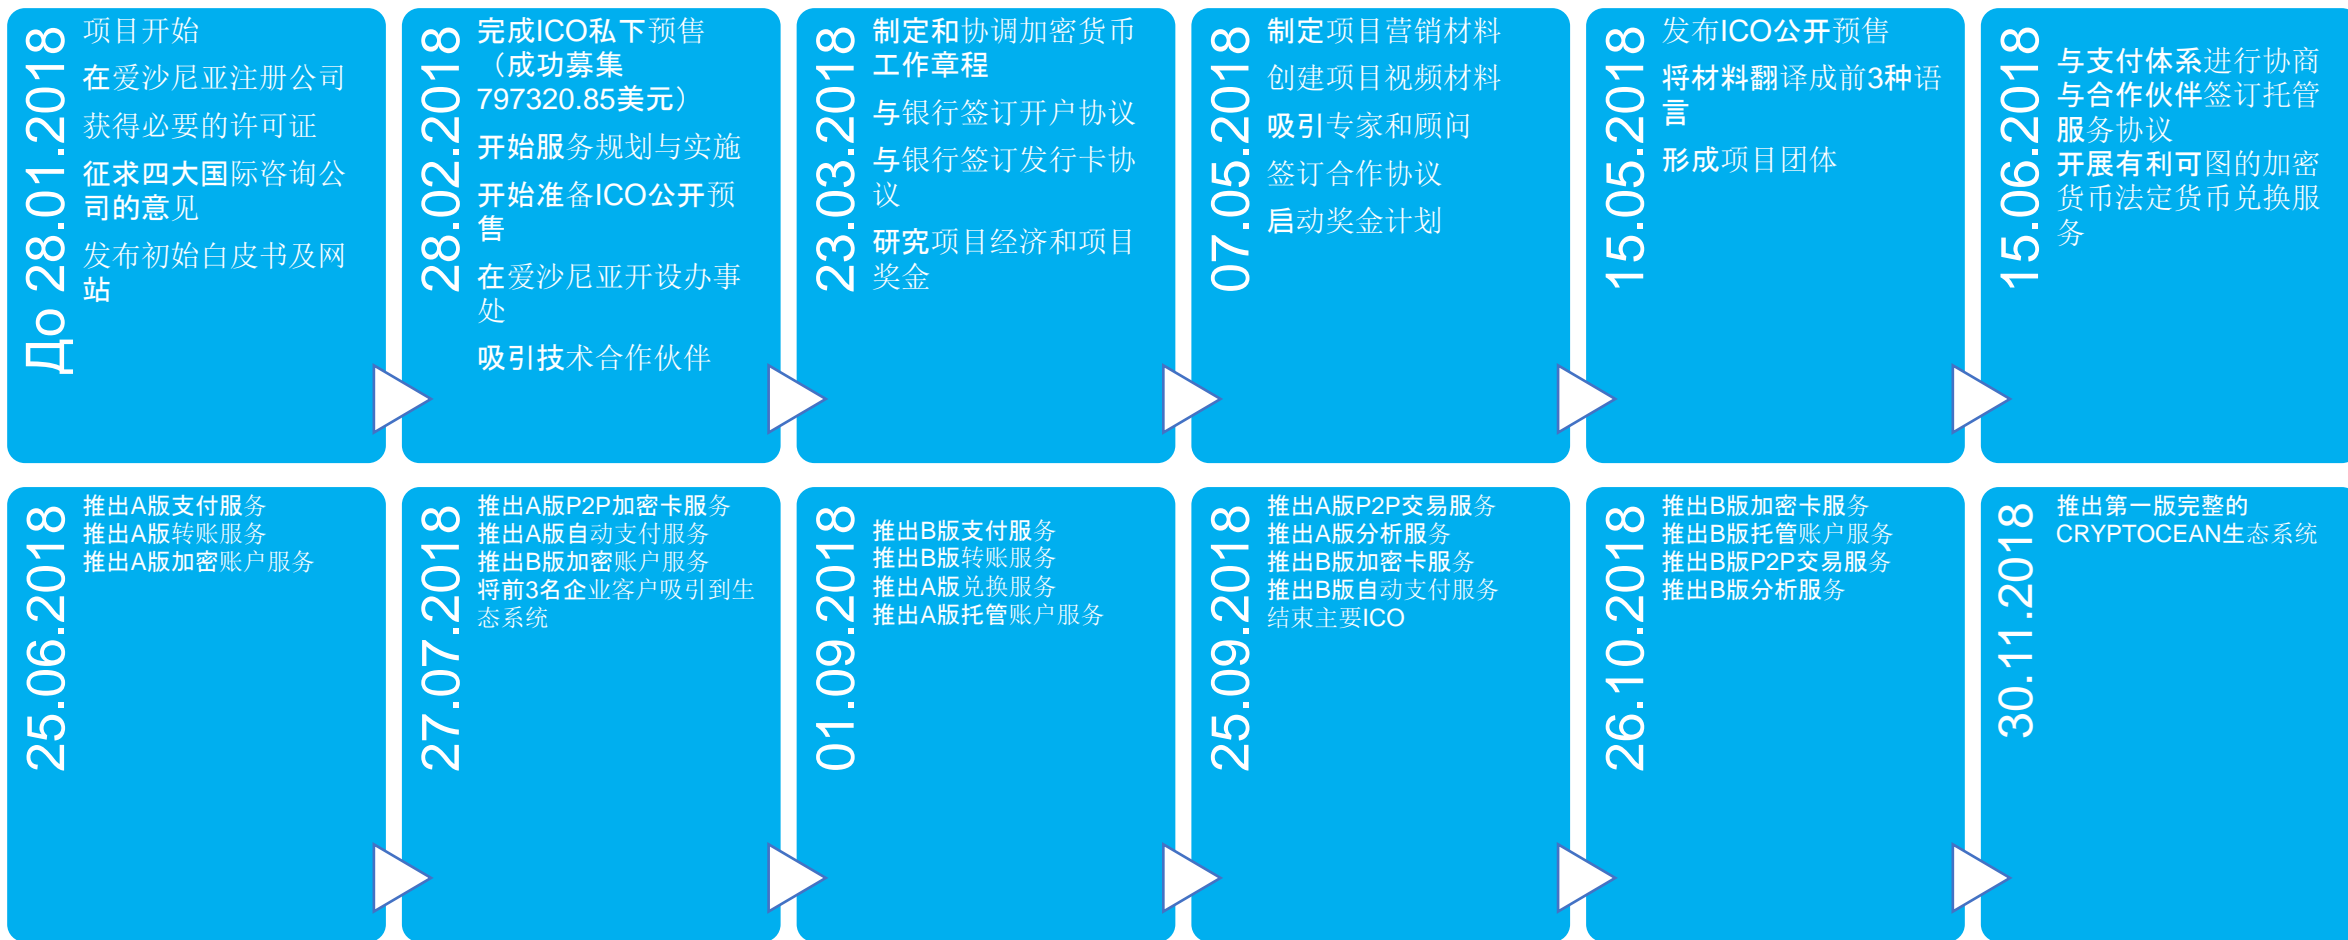 До 28.01.2018
项目开始
在爱沙尼亚注册公司
获得必要的许可证
征求四大国际咨询公
司的意见
发布初始白皮书及网
站
28.02.2018
完成ICO私下预售
（成功募集
797320.85美元）
开始服务规划与实施
开始准备ICO公开预
售
在爱沙尼亚开设办事
处
吸引技术合作伙伴
23.03.2018
制定和协调加密货币
工作章程
与银行签订开户协议
与银行签订发行卡协
议
研究项目经济和项目
奖金
07.05.2018
制定项目营销材料
创建项目视频材料
吸引专家和顾问
签订合作协议
启动奖金计划
15.05.2018
发布ICO公开预售
将材料翻译成前3种语
言
形成项目团体
15.06.2018
与支付体系进行协商
与合作伙伴签订托管
服务协议
开展有利可图的加密
货币法定货币兑换服
务
25.06.2018
推出A版支付服务
推出A版转账服务
推出A版加密账户服务
27.07.2018
推出A版P2P加密卡服务
推出A版自动支付服务
推出B版加密账户服务
将前3名企业客户吸引到生
态系统
01.09.2018
推出B版支付服务
推出B版转账服务
推出A版兑换服务
推出A版托管账户服务
25.09.2018
推出A版P2P交易服务
推出A版分析服务
推出B版加密卡服务
推出B版自动支付服务
结束主要ICO
26.10.2018
推出B版加密卡服务
推出B版托管账户服务
推出B版P2P交易服务
推出B版分析服务
30.11.2018
推出第一版完整的
CRYPTOCEAN生态系统